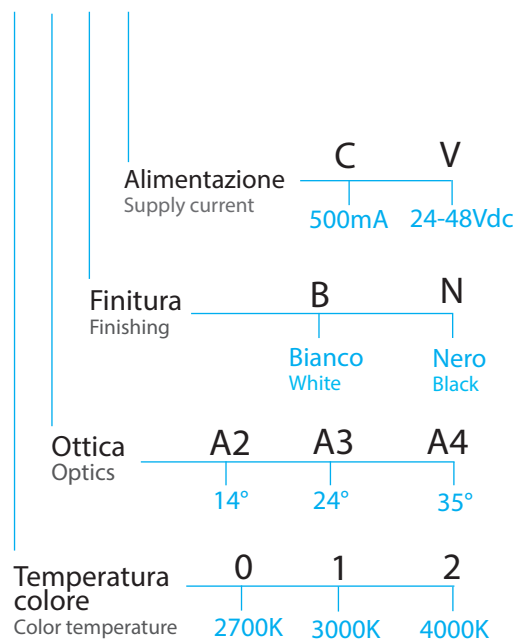 C V
Alimentazione
Supply current
500mA 24-48Vdc
B N
Finitura
Finishing
Bianco Nero
White Black
A2 A3 A4
Ottica
Optics
14° 24° 35°
0 1 2
Temperatura
colore
Color temperature
2700K 3000K 4000K